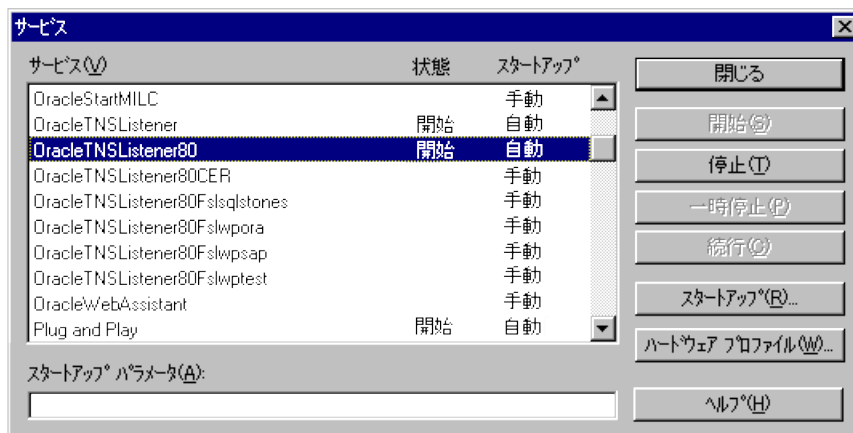 サービス
サービス(V) 状態 スタートアップ
OracleStartMILC 手動
OracleTNSListener 開始 自動
OracleTNSListener80 開始 自動
OracleTNSListener80CER 手動
OracleTNSListener80Fslsqlstones 手動
OracleTNSListener80Fslwpora 手動
OracleTNSListener80Fslwpsap 手動
OracleTNSListener80Fslwptest 手動
OracleWebAssistant 手動
Plug and Play 開始 自動
スタートアップ パラメータ(A):
閉じる
開始(S)
停止(T)
一時停止(P)
続行(C)
スタートアップ(R)...
ハードウェア プロファイル(W)...
ヘルプ(H)